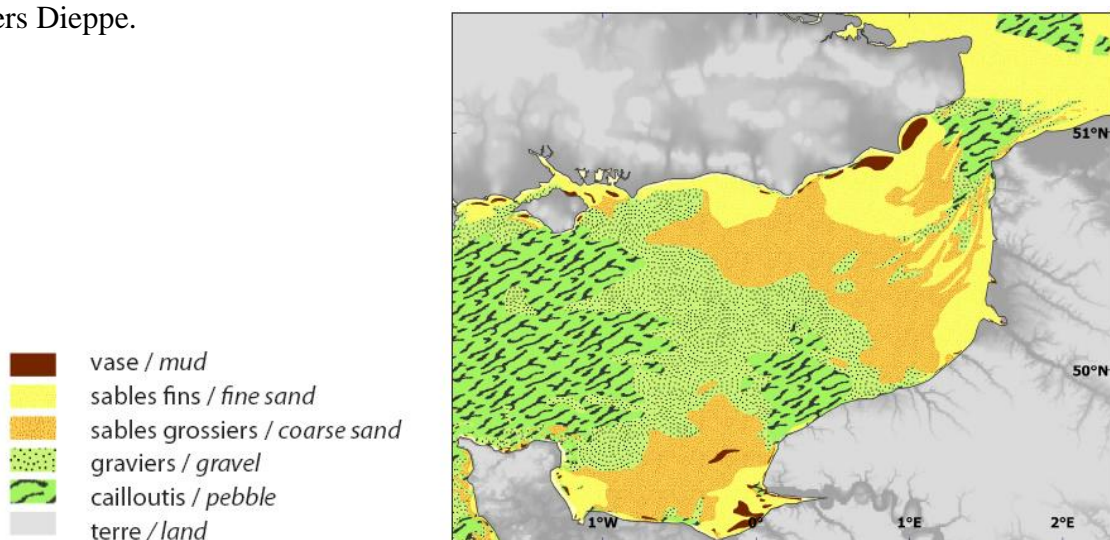 ers Dieppe.
51°N
50°N
vase / mud
sables fins / fine sand
sables grossiers / coarse sand
graviers / gravel
cailloutis / pebble
terre / land
1°W
0°
1°E
2°E